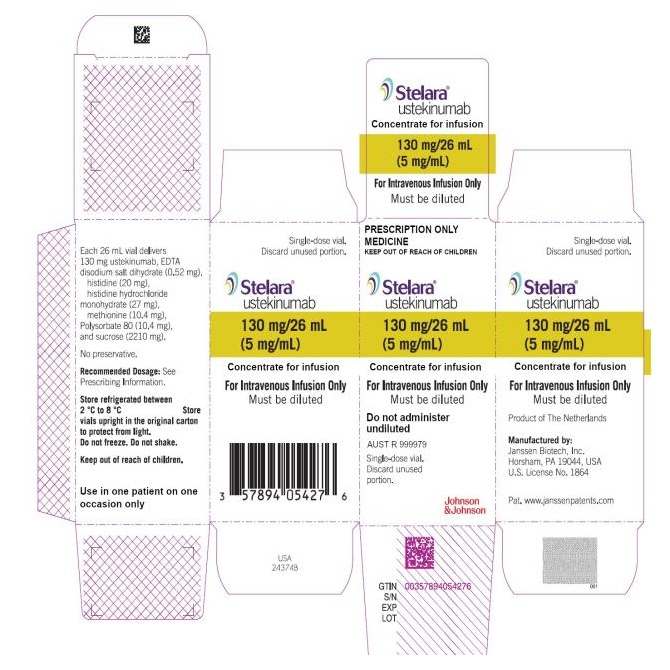 Stelara®
ustekinumab
Concentrate for infusion
130 mg/26 mL
(5 mg/mL)
For Intravenous Infusion Only
Must be diluted
Each 26 mL vial delivers
130 mg ustekinumab, EDTA
disodium salt dihydrate (0.52 mg),
histidine (20 mg),
histidine hydrochloride
monohydrate (27 mg),
methionine (10.4 mg),
Polysorbate 80 (10.4 mg),
and sucrose (2210 mg).
No preservative.
Recommended Dosage: See
Prescribing Information.
Store refrigerated between
2 °C to 8 °C Store
vials upright in the original carton
to protect from light.
Do not freeze. Do not shake.
Keep out of reach of children.
Use in one patient on one
occasion only
Single-dose vial.
Discard unused portion.
Stelara®
ustekinumab
130 mg/26 mL
(5 mg/mL)
Concentrate for infusion
For Intravenous Infusion Only
Must be diluted
3 57894 05427 6
USA
243748
PRESCRIPTION ONLY
MEDICINE
KEEP OUT OF REACH OF CHILDREN
Stelara®
ustekinumab
130 mg/26 mL
(5 mg/mL)
Concentrate for infusion
For Intravenous Infusion Only
Must be diluted
Do not administer
undiluted
AUST R 999979
Single-dose vial.
Discard unused
portion.
Johnson
&Johnson
GTIN 00357894054276
S/N
EXP
LOT
Single-dose vial.
Discard unused portion.
Stelara®
ustekinumab
130 mg/26 mL
(5 mg/mL)
Concentrate for infusion
For Intravenous Infusion Only
Must be diluted
Product of The Netherlands
Manufactured by:
Janssen Biotech, Inc.
Horsham, PA 19044, USA
U.S. License No. 1864
Pat. www.janssenpatents.com
001